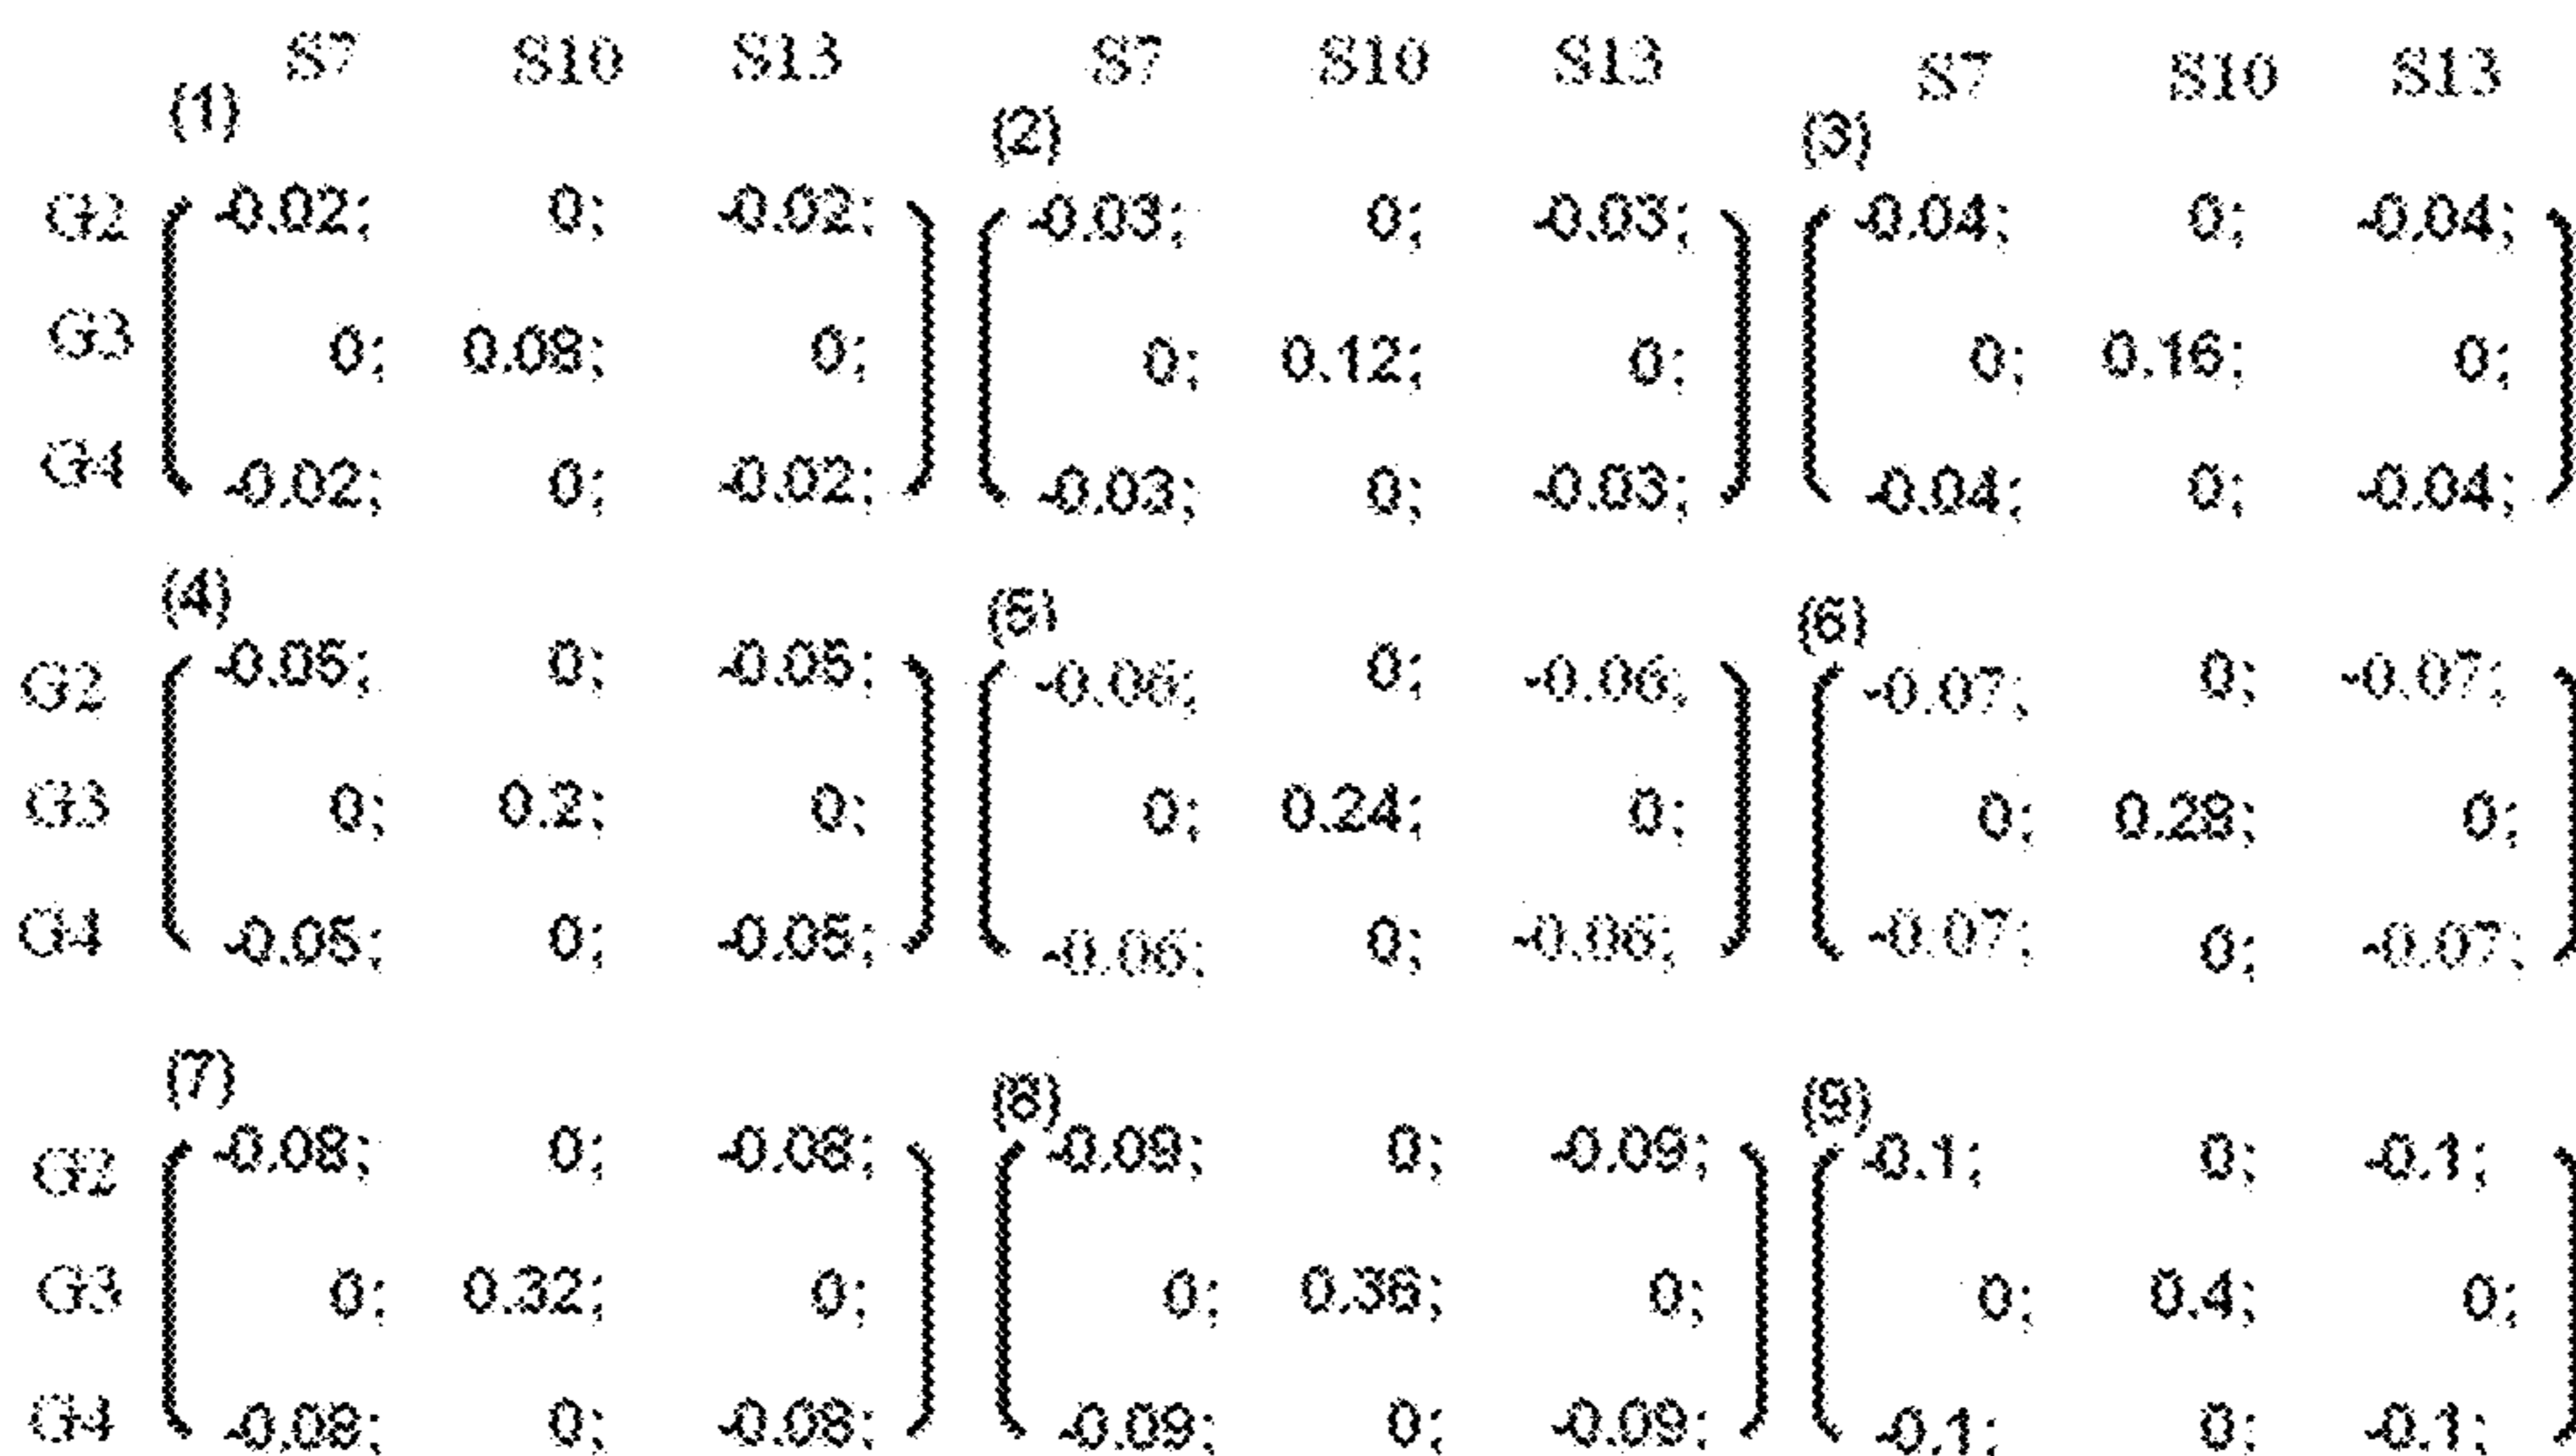 S7 S10 S13 S7 S10 S13 S7 S10 S13
(1) (2) (3)
G2 -0.02; 0; -0.02; -0.03; 0; -0.03; -0.04; 0; -0.04;
G3 0; 0.08; 0; 0; 0.12; 0; 0; 0.16; 0;
G4 -0.02; 0; -0.02; -0.03; 0; -0.03; -0.04; 0; -0.04;
(4) (5) (6)
G2 -0.05; 0; -0.05; -0.06; 0; -0.06; -0.07; 0; -0.07;
G3 0; 0.2; 0; 0; 0.24; 0; 0; 0.28; 0;
G4 -0.05; 0; -0.05; -0.06; 0; -0.06; -0.07; 0; -0.07;
(7) (8) (9)
G2 -0.08; 0; -0.08; -0.09; 0; -0.09; -0.1; 0; -0.1;
G3 0; 0.32; 0; 0; 0.36; 0; 0; 0.4; 0;
G4 -0.08; 0; -0.08; -0.09; 0; -0.09; -0.1; 0; -0.1;